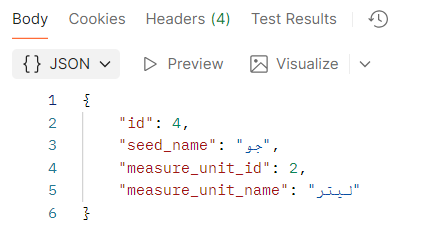 Body Cookies Headers (4) Test Results
{} JSON Preview Visualize
1 {
2 "id": 4,
3 "seed_name": "جو",
4 "measure_unit_id": 2,
5 "measure_unit_name": "لیتر"
6 }